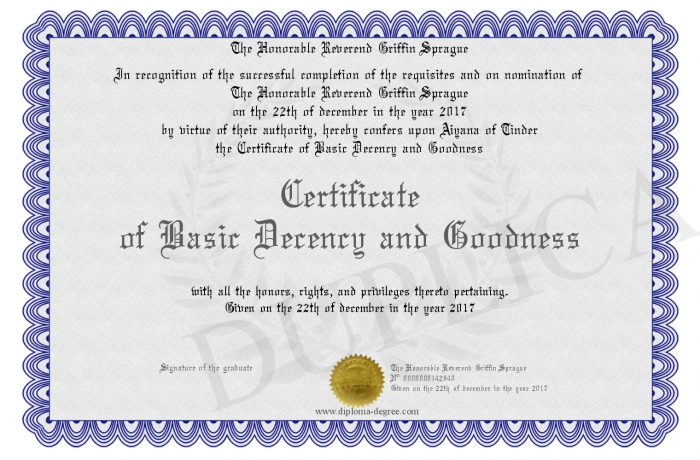 The Honorable Reverend Griffin Sprague
In recognition of the successful completion of the requisites and on nomination of
The Honorable Reverend Griffin Sprague
on the 22th of december in the year 2017
by virtue of their authority, hereby confers upon Aiyana of Tinder
the Certificate of Basic Decency and Goodness
Certificate
of Basic Decency and Goodness
with all the honors, rights, and privileges thereto pertaining.
Given on the 22th of december in the year 2017
DUPLICA
Signature of the graduate
The Honorable Reverend Griffin Sprague
Given on the 22th of december in the year 2017
www.diploma-degree.com